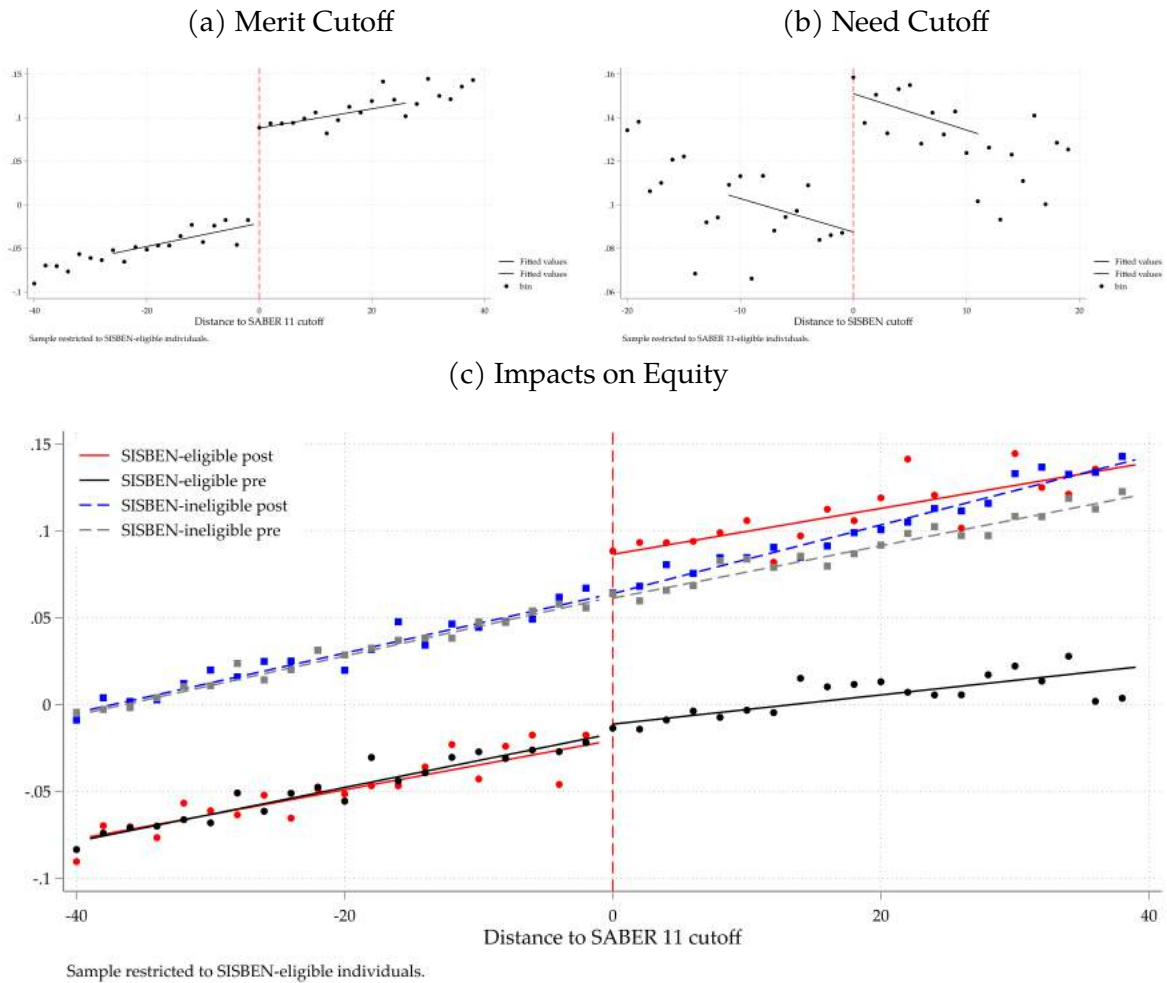 (a) Merit Cutoff
.15
.1
.05
0
-.05
-.1
-40
-20
0
20
40
Distance to SABER 11 cutoff
Fitted values
Fitted values
bin
Sample restricted to SISBEN-eligible individuals.
(b) Need Cutoff
.16
.14
.12
.1
.08
.06
-20
-10
0
10
20
Distance to SISBEN cutoff
Fitted values
Fitted values
bin
Sample restricted to SABER 11-eligible individuals.
(c) Impacts on Equity
SISBEN-eligible post
SISBEN-eligible pre
SISBEN-ineligible post
SISBEN-ineligible pre
.15
.1
.05
0
-.05
-.1
-40
-20
0
20
40
Distance to SABER 11 cutoff
Sample restricted to SISBEN-eligible individuals.